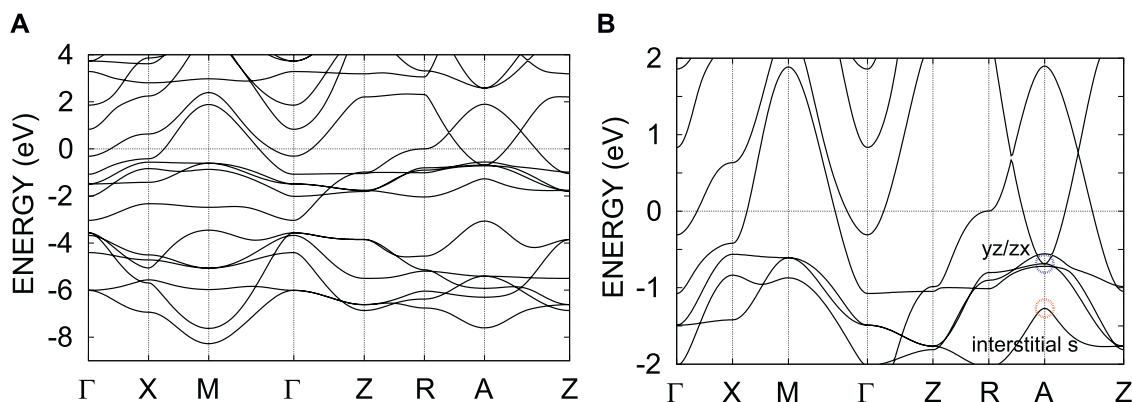 A
ENERGY (eV)
4
2
0
-2
-4
-6
-8
Γ X M Γ Z R A Z
B
ENERGY (eV)
2
1
0
-1
-2
yz/zx
interstitial s
Γ X M Γ Z R A Z